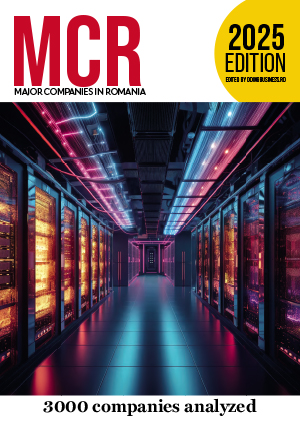 MCR
MAJOR COMPANIES IN ROMANIA
2025
EDITION
EDITED BY DOINGBUSINESS.RO
3000 companies analyzed